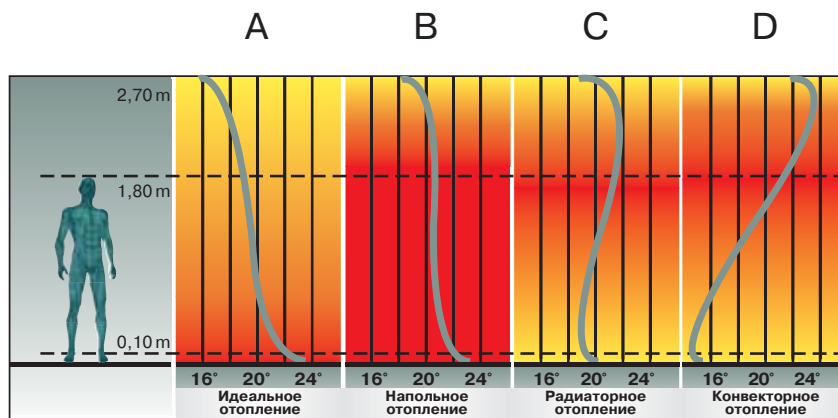 A B C D
2,70 m
1,80 m
0,10 m
16° 20° 24° 16° 20° 24° 16° 20° 24° 16° 20° 24°
Идеальное отопление
Напольное отопление
Радиаторное отопление
Конвекторное отопление